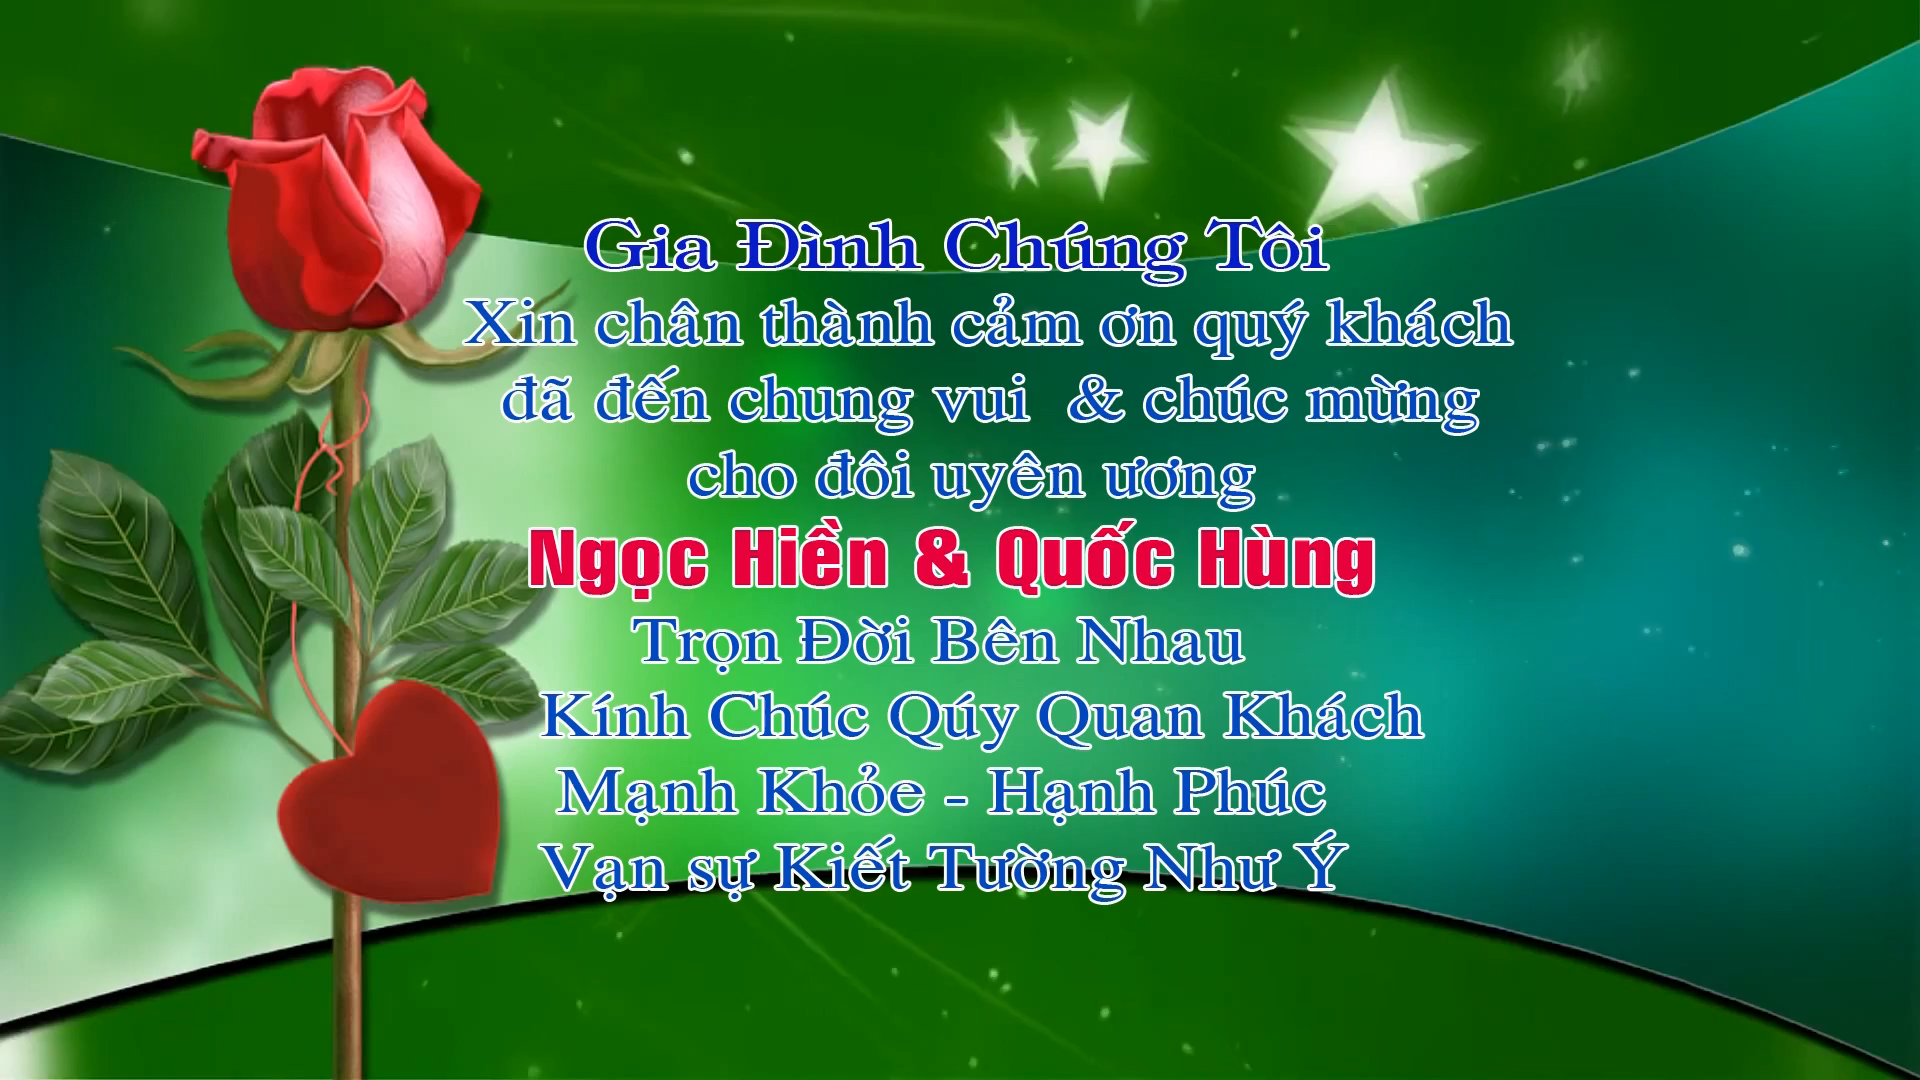 Gia Đình Chúng Tôi
Xin chân thành cảm ơn quý khách
đã đến chung vui & chúc mừng
cho đôi uyên ương
Ngọc Hiền & Quốc Hùng
Trọn Đời Bên Nhau
Kính Chúc Qúy Quan Khách
Mạnh Khỏe - Hạnh Phúc
Vạn sự Kiết Tường Như Ý